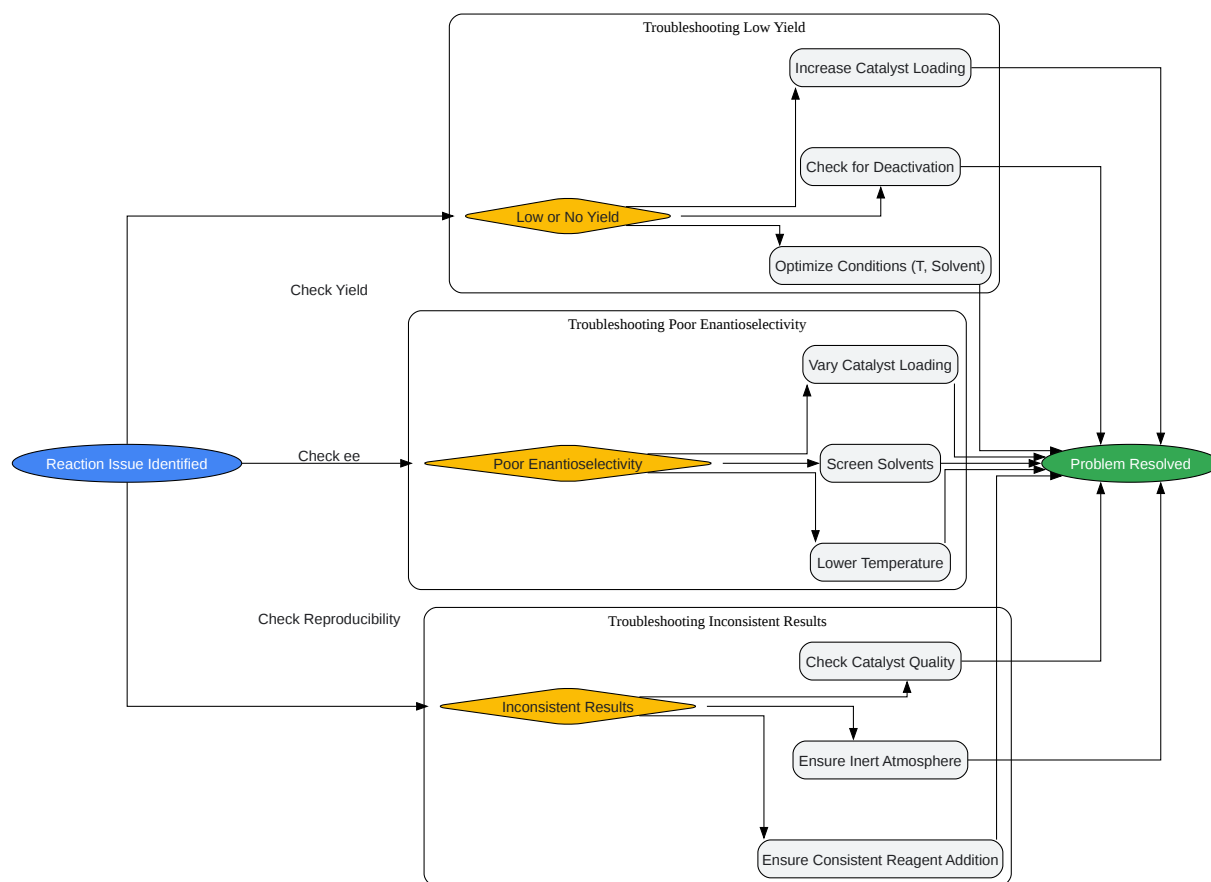 Troubleshooting Low Yield
Increase Catalyst Loading
Check for Deactivation
Low or No Yield
Optimize Conditions (T, Solvent)
Check Yield
Troubleshooting Poor Enantioselectivity
Vary Catalyst Loading
Reaction Issue Identified
Check ee
Poor Enantioselectivity
Screen Solvents
Problem Resolved
Lower Temperature
Check Reproducibility
Troubleshooting Inconsistent Results
Check Catalyst Quality
Inconsistent Results
Ensure Inert Atmosphere
Ensure Consistent Reagent Addition